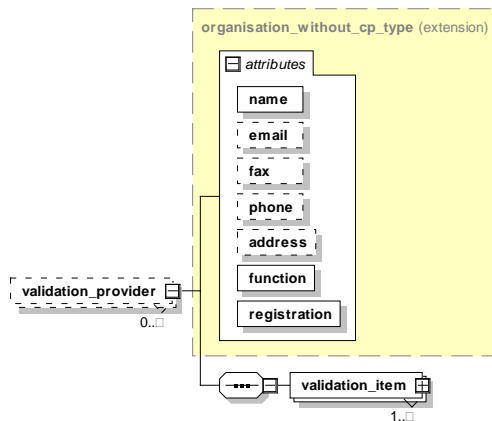 organisation_without_cp_type (extension)
attributes
name
email
fax
phone
address
function
registration
validation_provider
0..□
validation_item
1..□